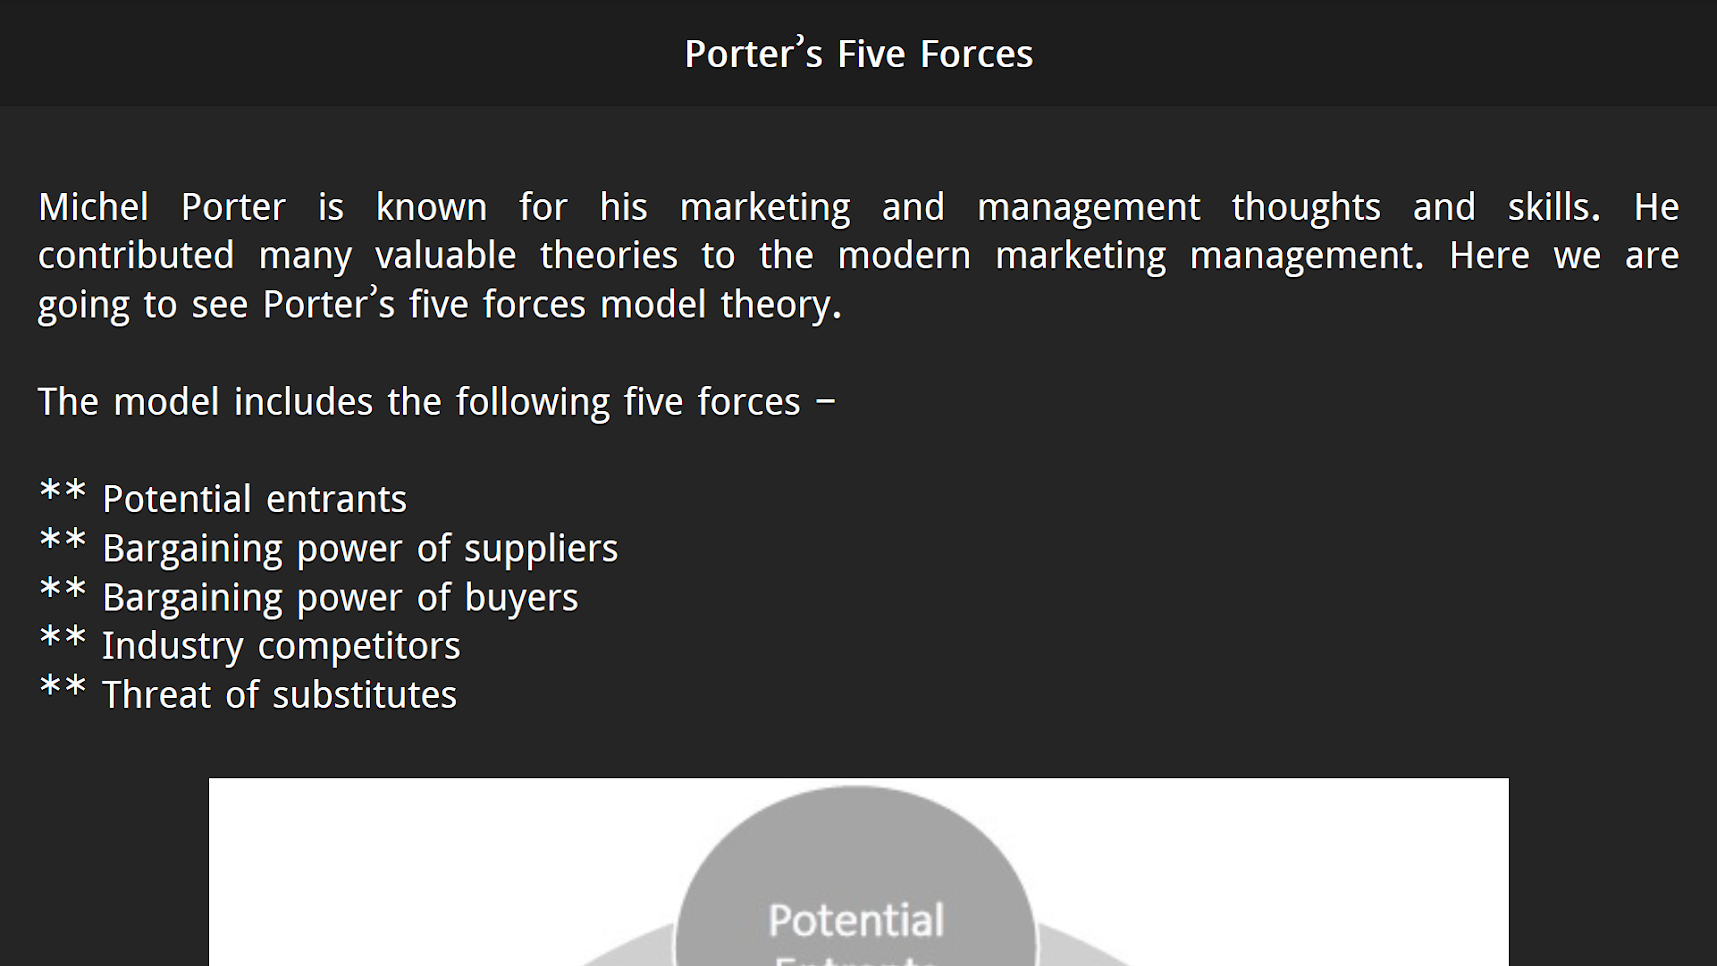 Porter’s Five Forces
Michel Porter is known for his marketing and management thoughts and skills. He
contributed many valuable theories to the modern marketing management. Here we are
going to see Porter’s five forces model theory.
The model includes the following five forces −
** Potential entrants
** Bargaining power of suppliers
** Bargaining power of buyers
** Industry competitors
** Threat of substitutes
Potential